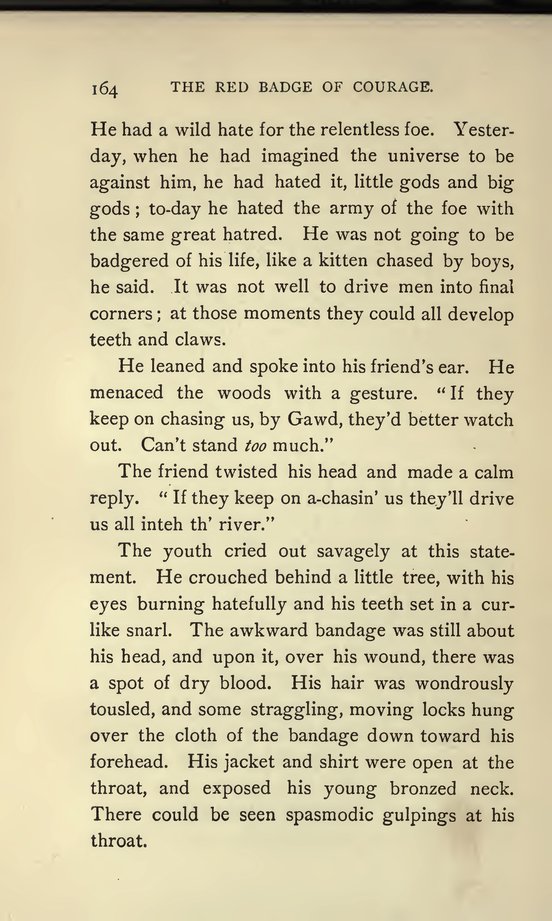 164 THE RED BADGE OF COURAGE.
He had a wild hate for the relentless foe. Yester-
day, when he had imagined the universe to be
against him, he had hated it, little gods and big
gods; to-day he hated the army of the foe with
the same great hatred. He was not going to be
badgered of his life, like a kitten chased by boys,
he said. It was not well to drive men into final
corners; at those moments they could all develop
teeth and claws.
He leaned and spoke into his friend's ear. He
menaced the woods with a gesture. "If they
keep on chasing us, by Gawd, they'd better watch
out. Can't stand too much."
The friend twisted his head and made a calm
reply. "If they keep on a-chasin' us they'll drive
us all inteh th' river."
The youth cried out savagely at this state-
ment. He crouched behind a little tree, with his
eyes burning hatefully and his teeth set in a cur-
like snarl. The awkward bandage was still about
his head, and upon it, over his wound, there was
a spot of dry blood. His hair was wondrously
tousled, and some straggling, moving locks hung
over the cloth of the bandage down toward his
forehead. His jacket and shirt were open at the
throat, and exposed his young bronzed neck.
There could be seen spasmodic gulpings at his
throat.